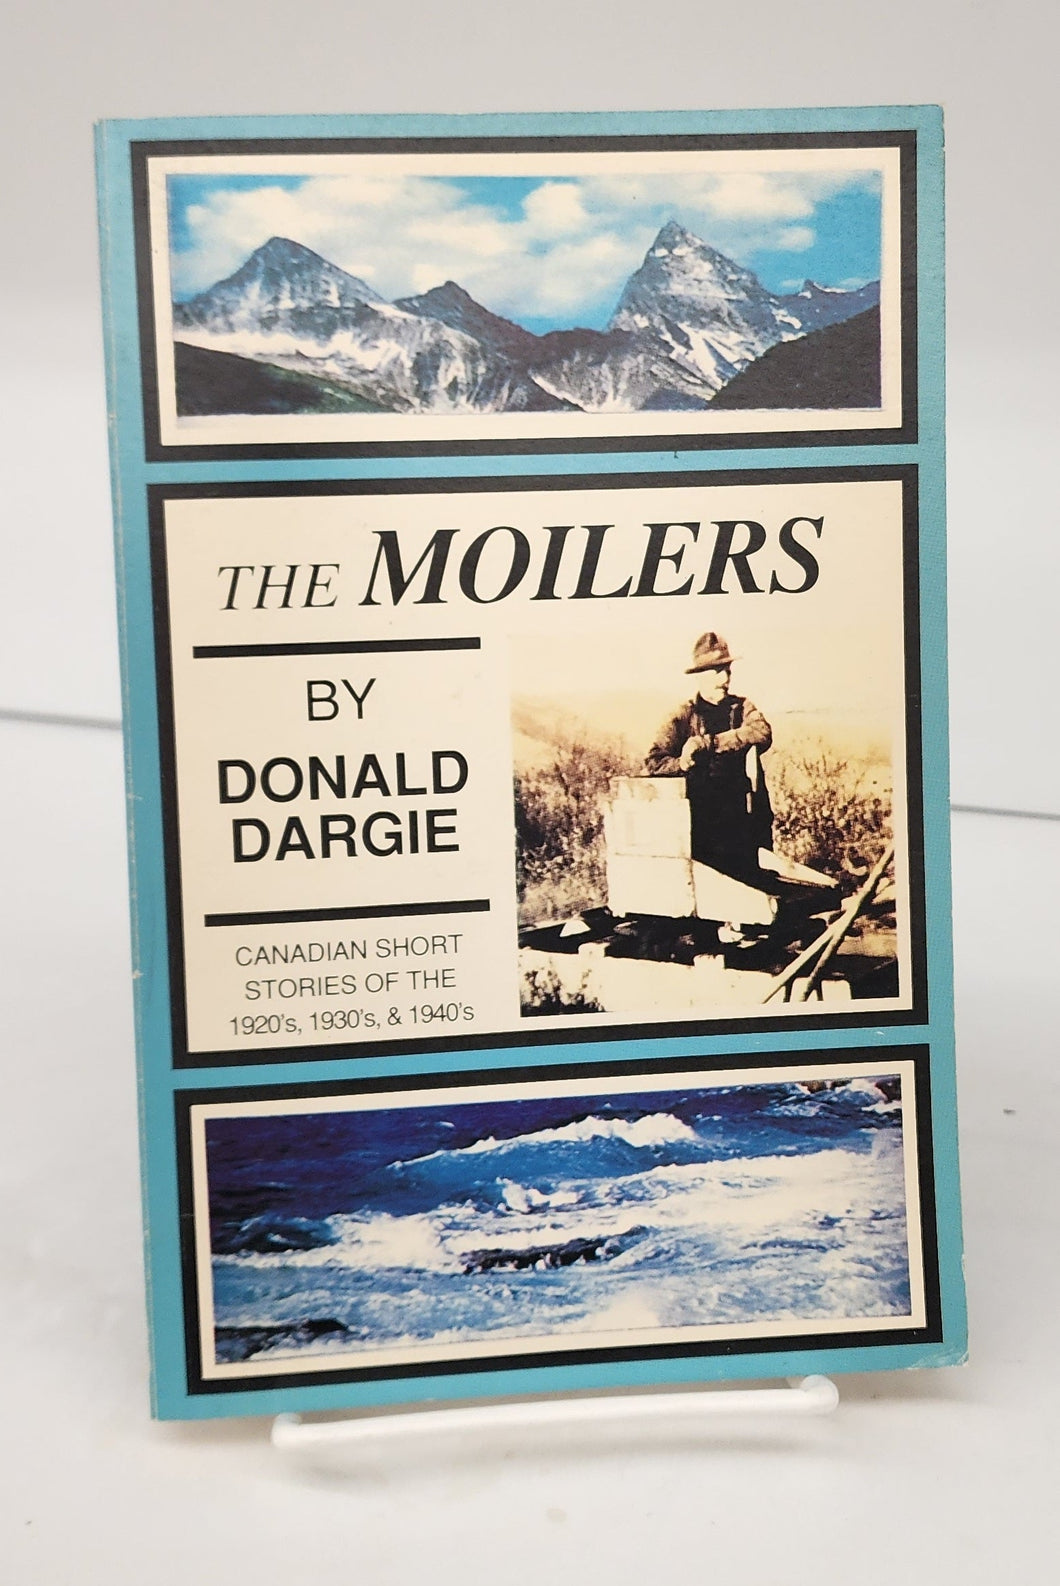 THE MOILERS
BY
DONALD
DARGIE
CANADIAN SHORT
STORIES OF THE
1920's, 1930's, & 1940's